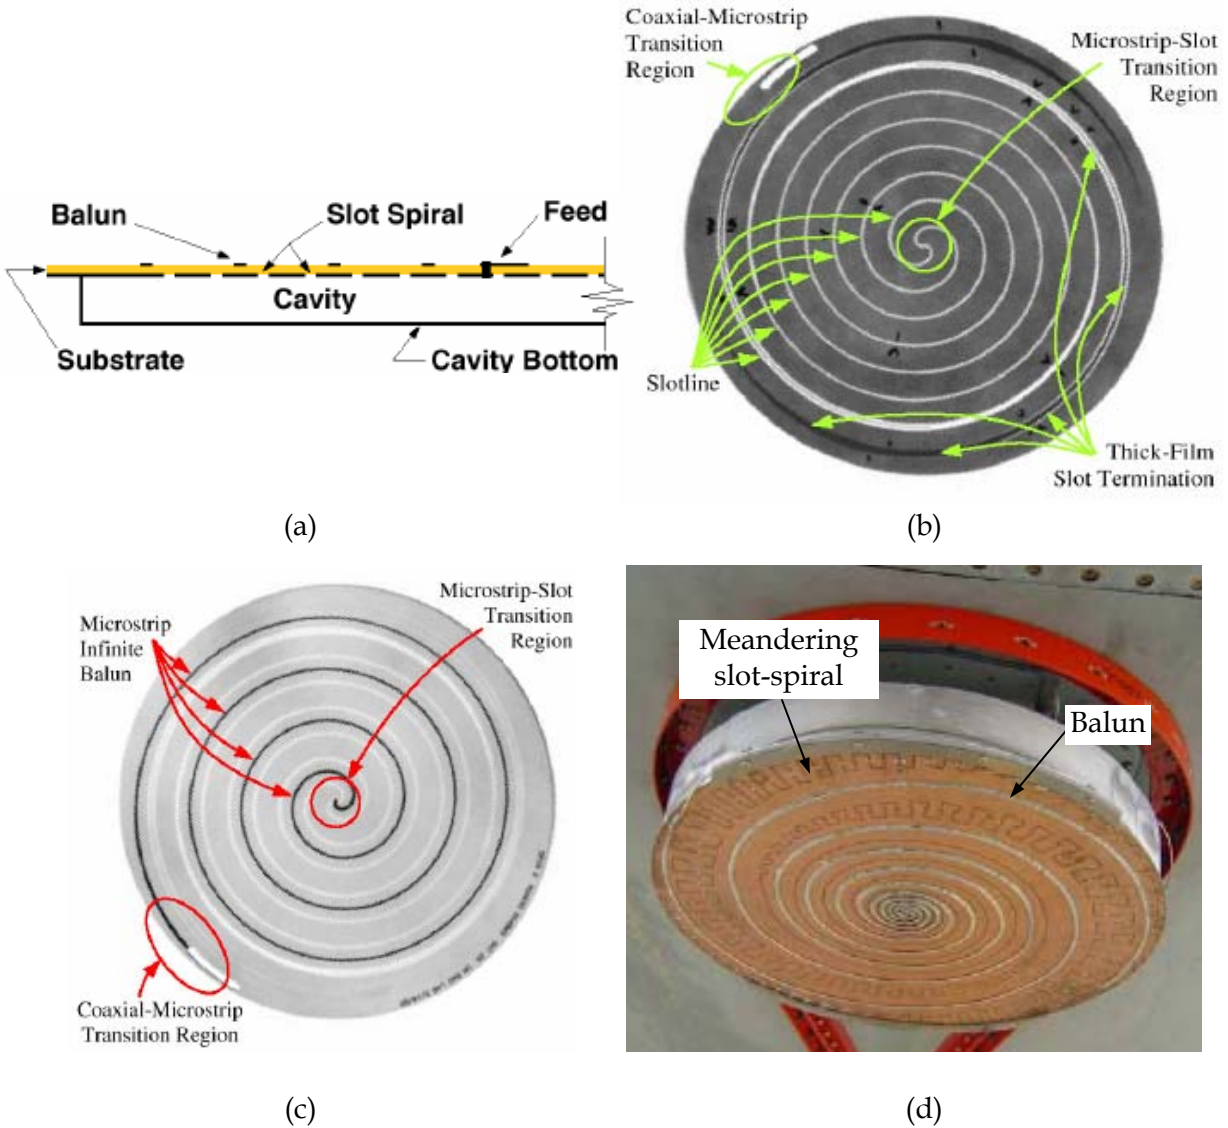 Balun
Slot Spiral
Feed
Cavity
Substrate
Cavity Bottom
(a)
Coaxial-Microstrip
Transition
Region
Microstrip-Slot
Transition
Region
Slotline
Thick-Film
Slot Termination
(b)
Microstrip
Infinite
Balun
Microstrip-Slot
Transition
Region
Coaxial-Microstrip
Transition Region
(c)
Meandering
slot-spiral
Balun
(d)